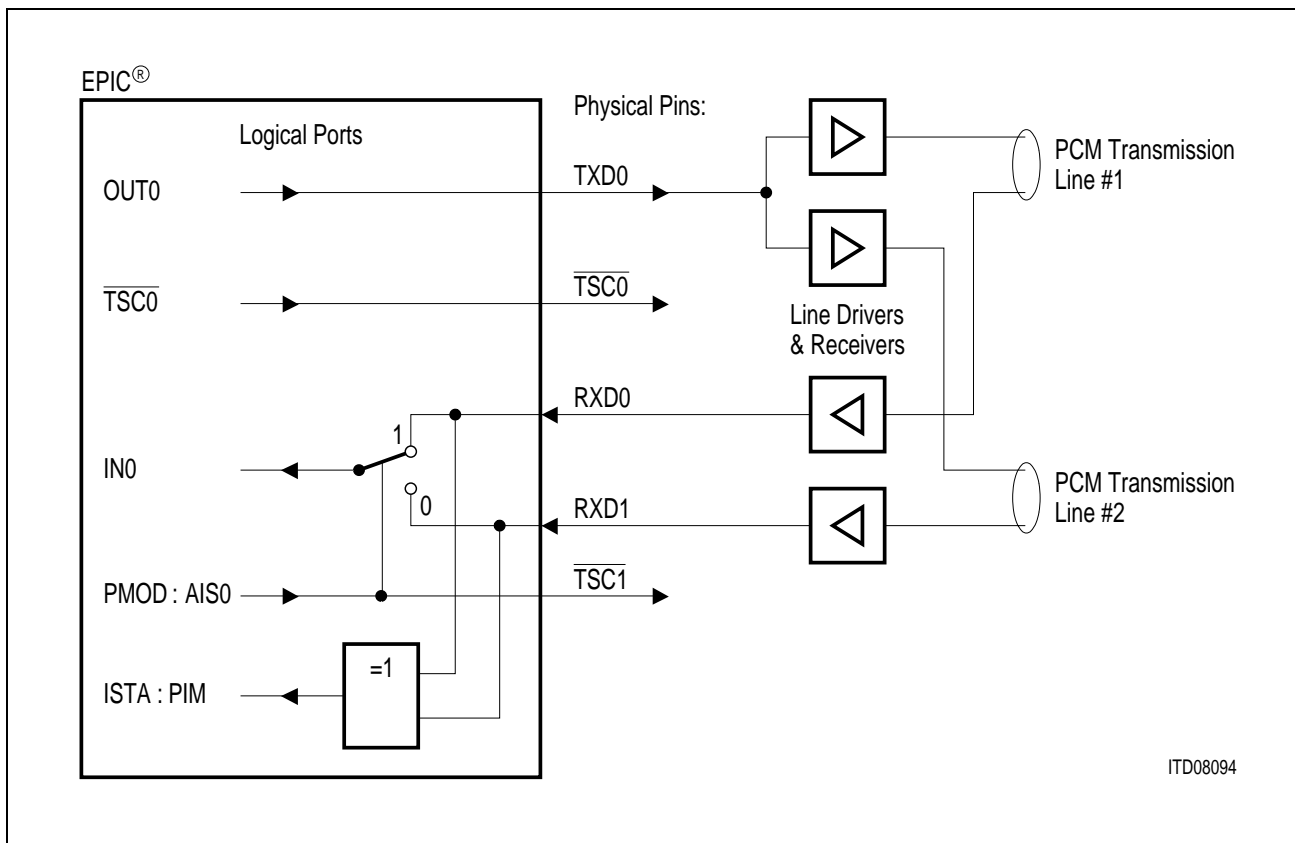 EPIC®
Logical Ports
Physical Pins:
OUT0
TXD0
PCM Transmission
Line #1
TSC0
TSC0
Line Drivers
& Receivers
RXD0
1
IN0
0
RXD1
PCM Transmission
Line #2
PMOD : AIS0
TSC1
=1
ISTA : PIM
ITD08094